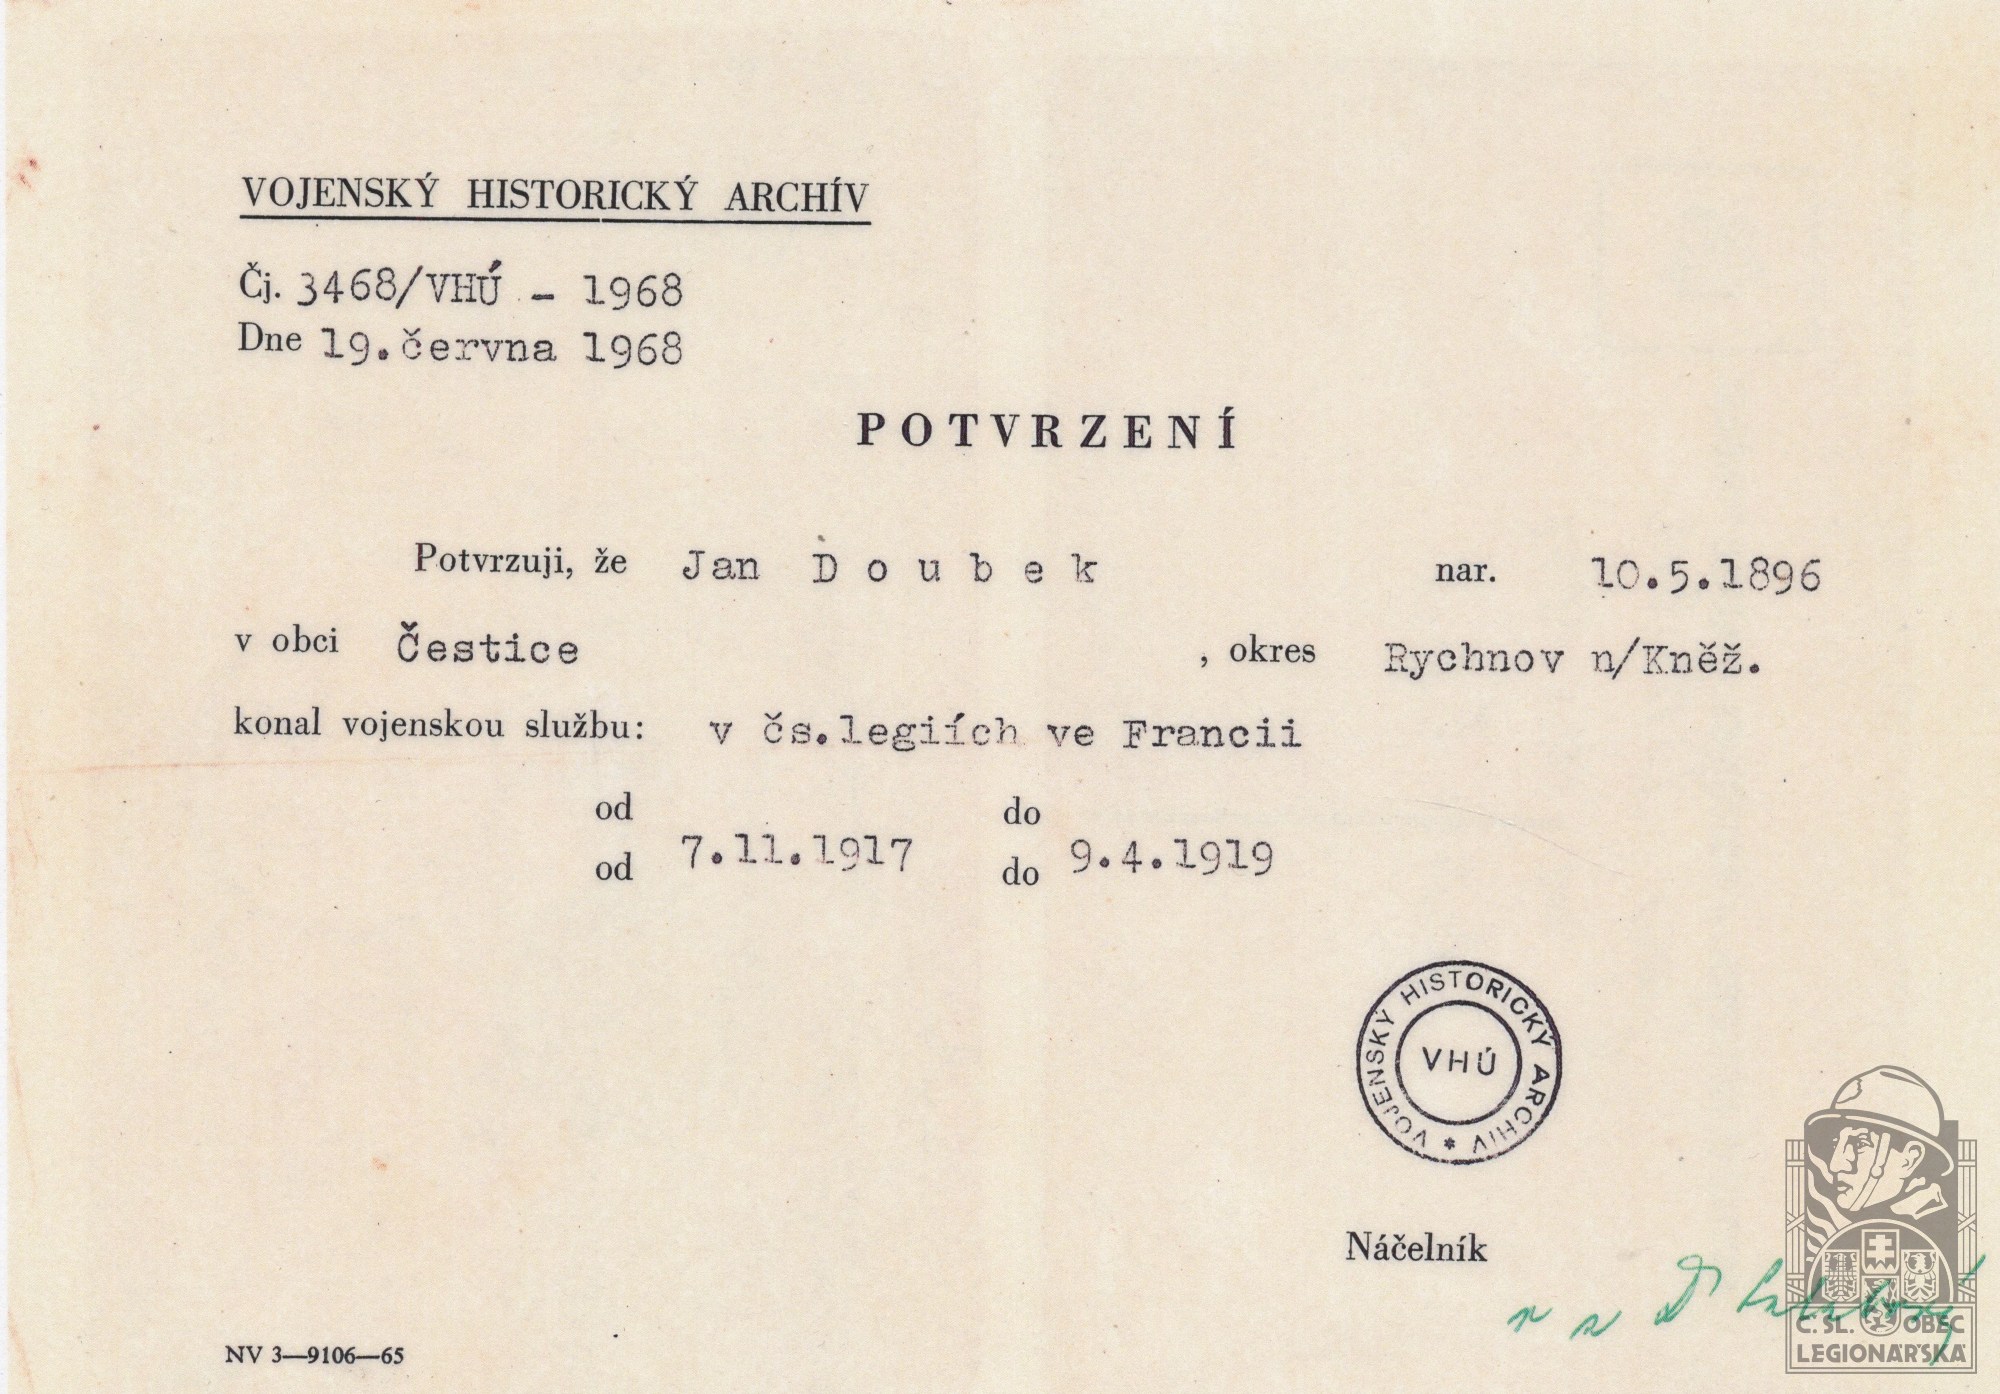 VOJENSKÝ HISTORICKÝ ARCHÍV
Čj. 3468/VHÚ - 1968
Dne 19.června 1968
POTVRZENÍ
Potvrzuji, že Jan Doubek nar. 10.5.1896
v obci Čestice , okres Rychnov n/Kněž.
konal vojenskou službu: v čs.legiích ve Francii
od do
7.11.1917 9.4.1919
od do
VOJENSKÝ HISTORICKÝ ARCHIV *
VHÚ
Náčelník
Č. SL. OBEC
LEGIONÁŘSKÁ
NV 3—9106—65